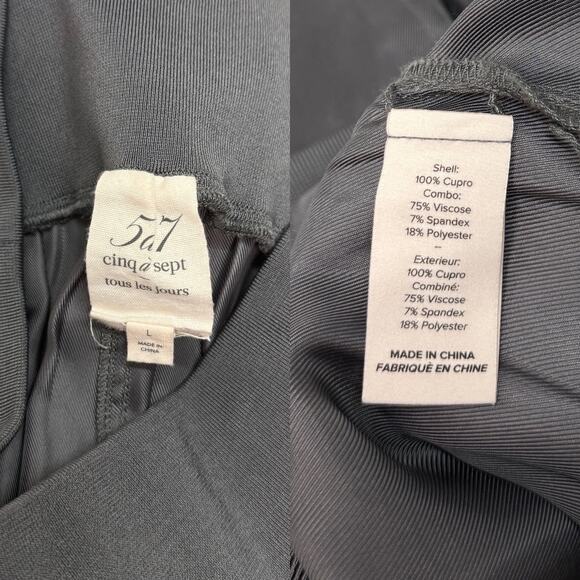 5à7
cinq à sept
tous les jours
L
MADE IN
CHINA
Shell:
100% Cupro
Combo:
75% Viscose
7% Spandex
18% Polyester
–
Exterieur:
100% Cupro
Combiné:
75% Viscose
7% Spandex
18% Polyester
MADE IN CHINA
FABRIQUÈ EN CHINE